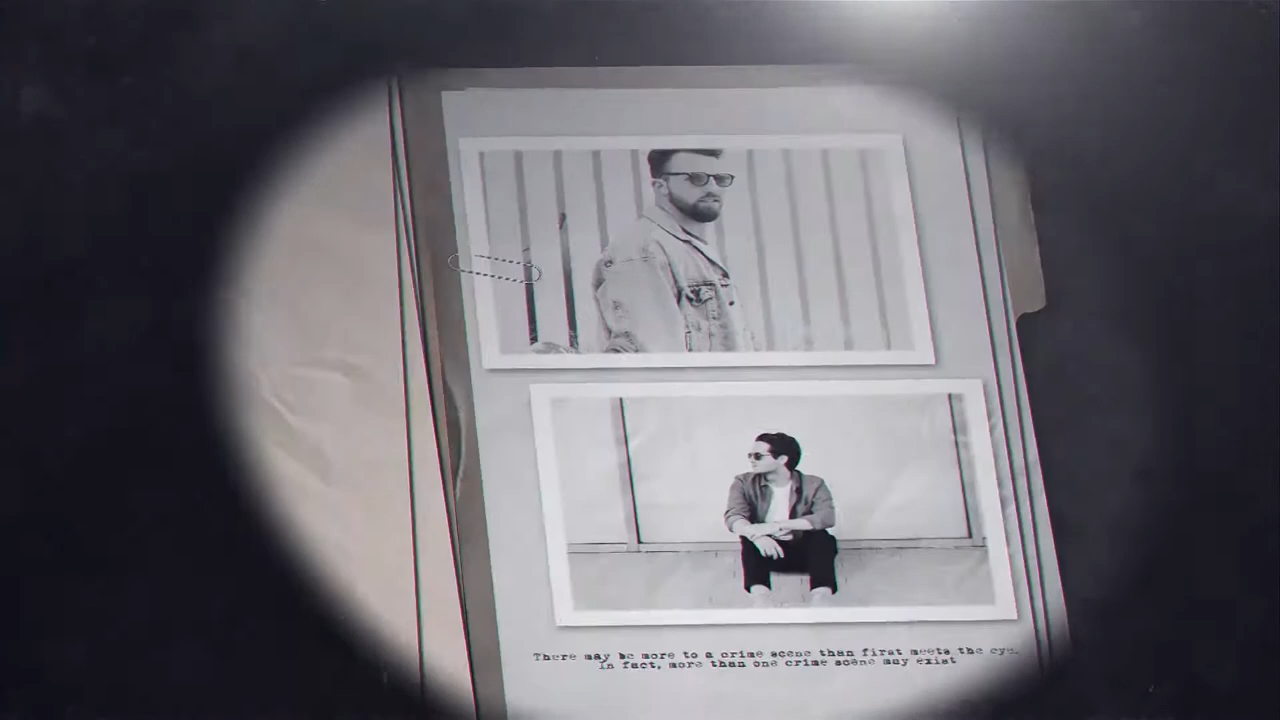 There may be more to a crime scene than first meets the eye.
In fact, more than one crime scene may exist